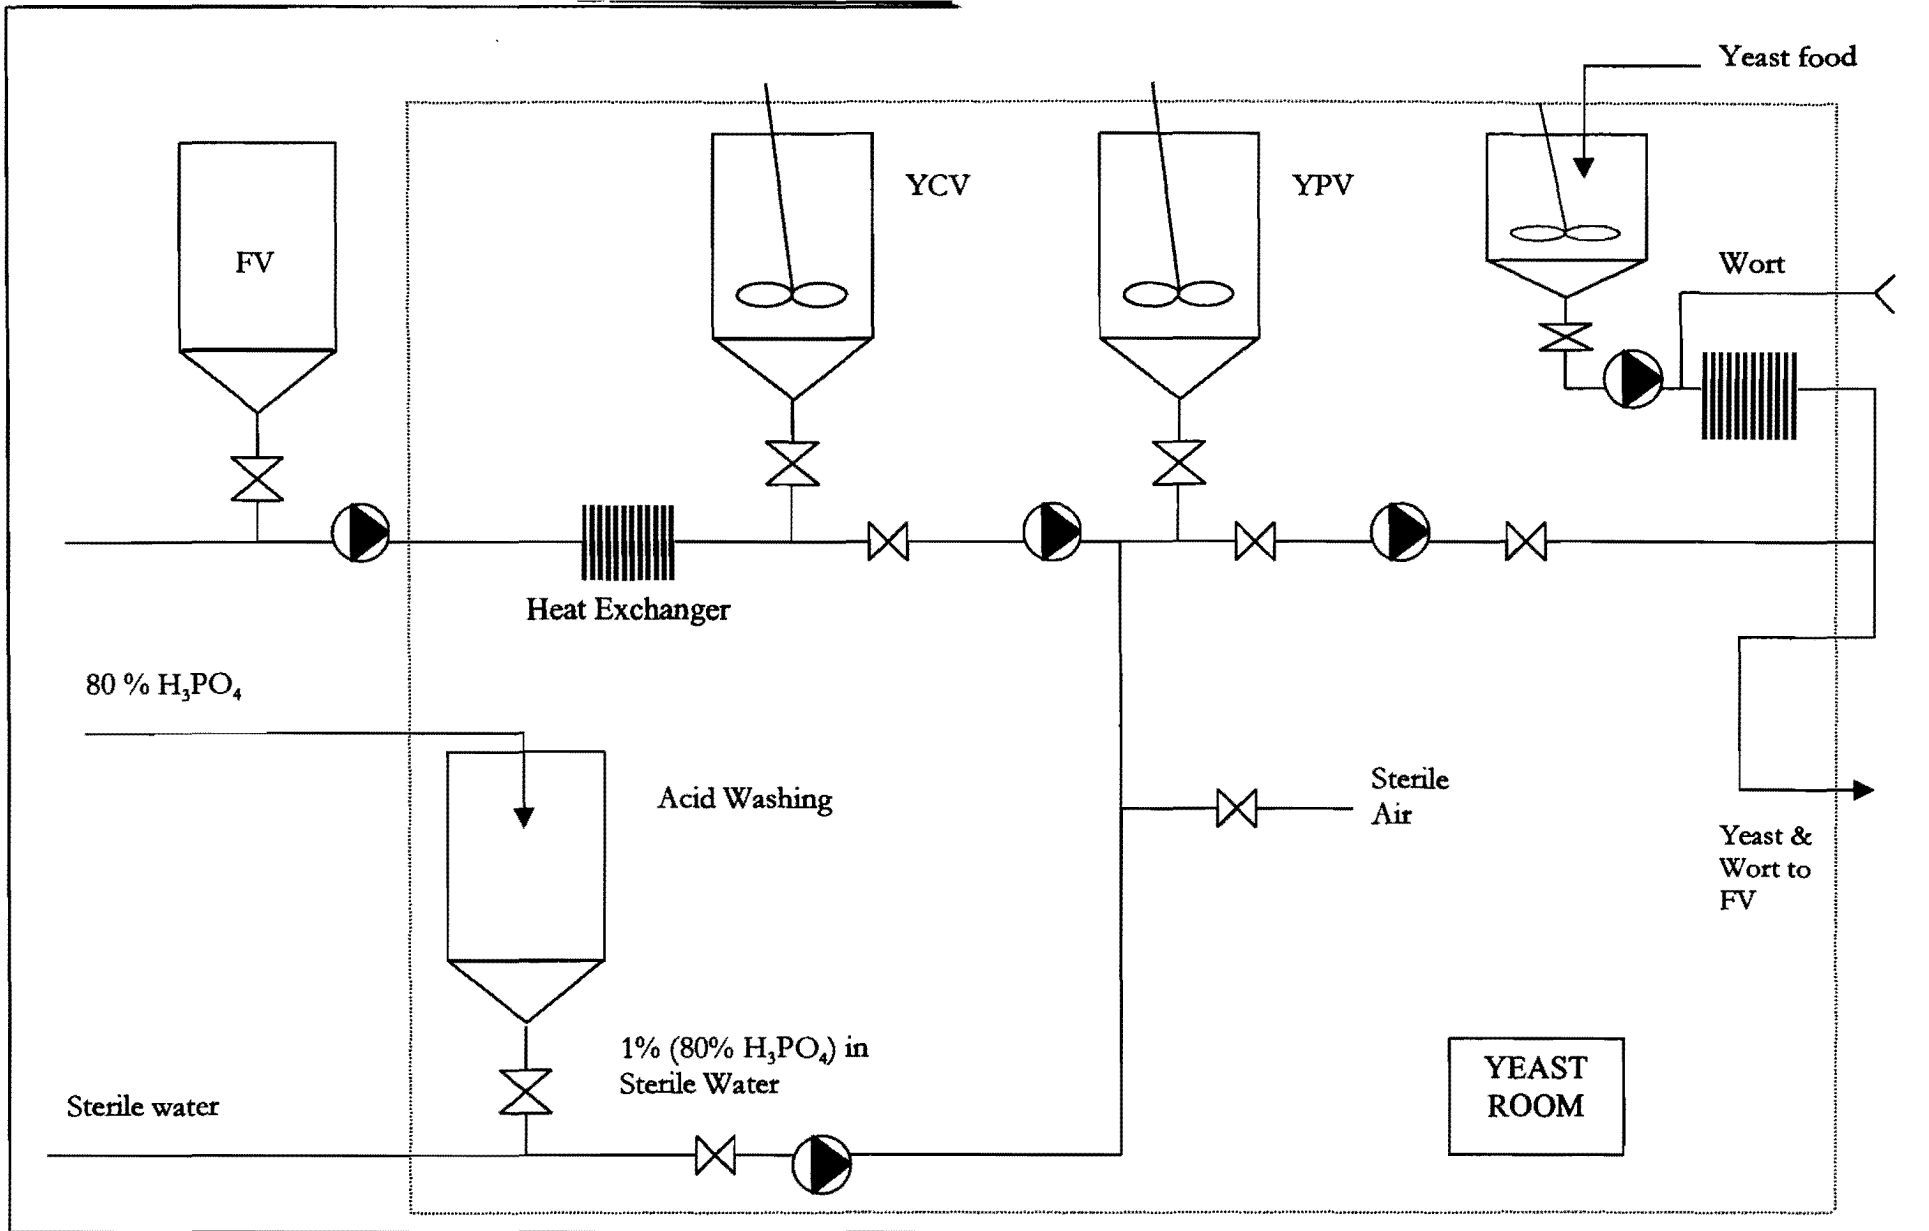 Yeast food
YCV
YPV
FV
Wort
Heat Exchanger
80 % H₃PO₄
Acid Washing
Sterile
Air
Yeast &
Wort to
FV
1% (80% H₃PO₄) in
Sterile Water
YEAST
ROOM
Sterile water